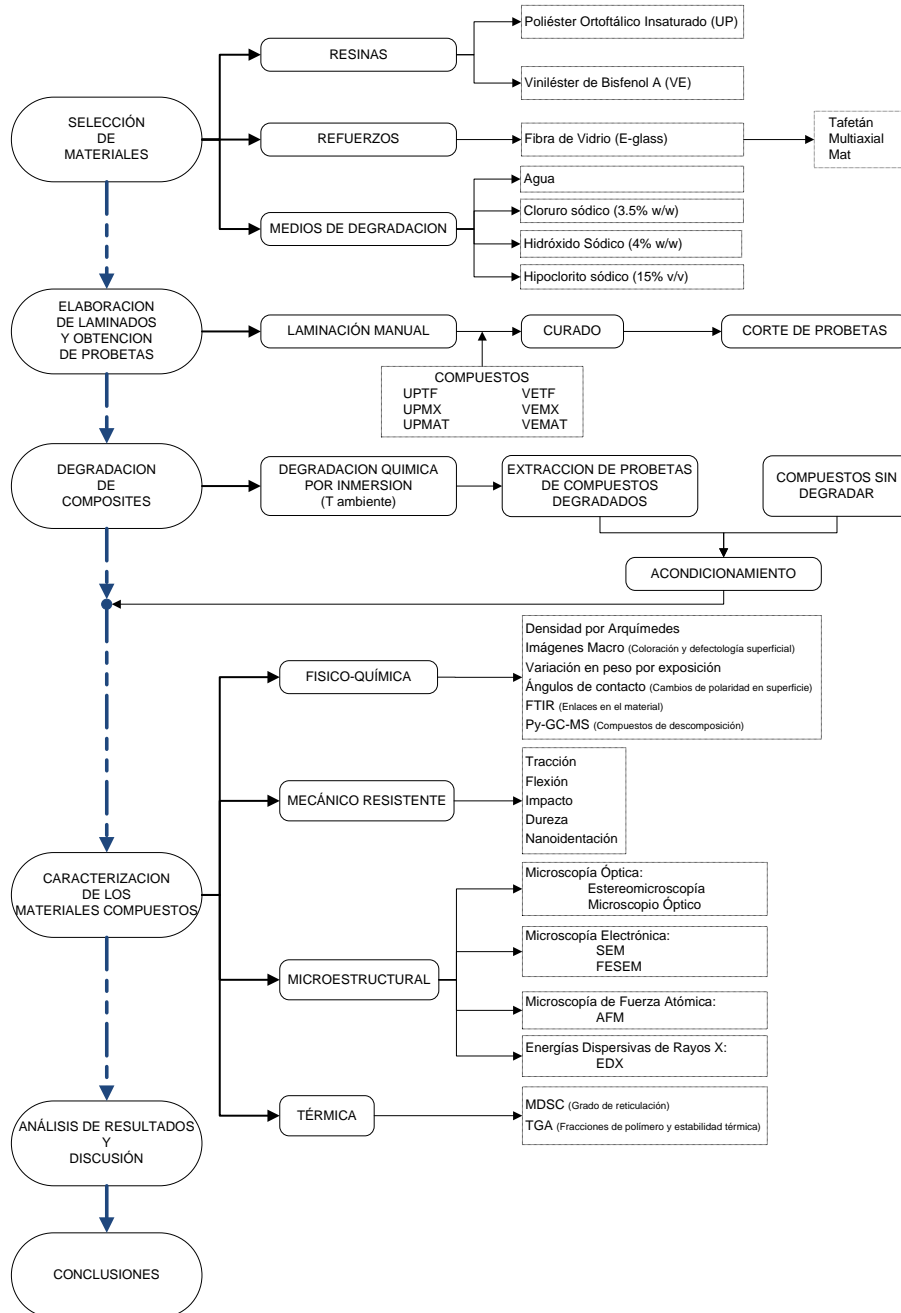 SELECCIÓN
DE
MATERIALES
RESINAS
Poliéster Ortoftálico Insaturado (UP)
Viniléster de Bisfenol A (VE)
REFUERZOS
Fibra de Vidrio (E-glass)
Tafetán
Multiaxial
Mat
MEDIOS DE DEGRADACION
Agua
Cloruro sódico (3.5% w/w)
Hidróxido Sódico (4% w/w)
Hipoclorito sódico (15% v/v)
ELABORACION
DE LAMINADOS
Y OBTENCION
DE PROBETAS
LAMINACIÓN MANUAL
CURADO
CORTE DE PROBETAS
COMPUESTOS
UPTF VETF
UPMX VEMX
UPMAT VEMAT
DEGRADACION
DE
COMPOSITES
DEGRADACION QUIMICA
POR INMERSION
(T ambiente)
EXTRACCION DE PROBETAS
DE COMPUESTOS
DEGRADADOS
COMPUESTOS SIN
DEGRADAR
ACONDICIONAMIENTO
CARACTERIZACION
DE LOS
MATERIALES COMPUESTOS
FISICO-QUÍMICA
Densidad por Arquímedes
Imágenes Macro (Coloración y defectología superficial)
Variación en peso por exposición
Ángulos de contacto (Cambios de polaridad en superficie)
FTIR (Enlaces en el material)
Py-GC-MS (Compuestos de descomposición)
MECÁNICO RESISTENTE
Tracción
Flexión
Impacto
Dureza
Nanoidentación
MICROESTRUCTURAL
Microscopía Óptica:
Estereomicroscopía
Microscopio Óptico
Microscopía Electrónica:
SEM
FESEM
Microscopía de Fuerza Atómica:
AFM
Energías Dispersivas de Rayos X:
EDX
TÉRMICA
MDSC (Grado de reticulación)
TGA (Fracciones de polímero y estabilidad térmica)
ANÁLISIS DE RESULTADOS
Y
DISCUSIÓN
CONCLUSIONES